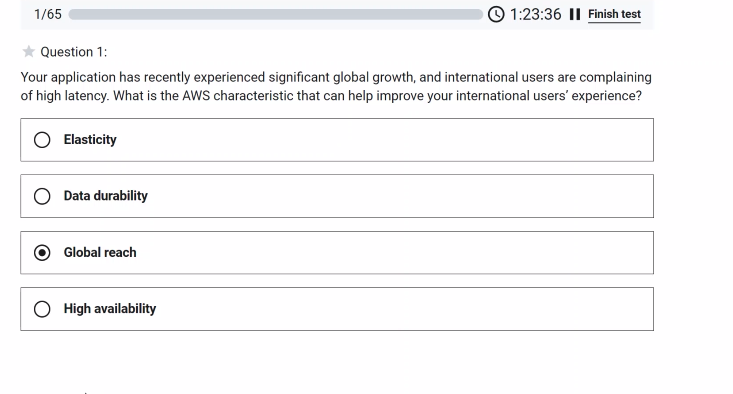 1/65 1:23:36 Finish test
Question 1:
Your application has recently experienced significant global growth, and international users are complaining
of high latency. What is the AWS characteristic that can help improve your international users’ experience?
Elasticity
Data durability
Global reach
High availability